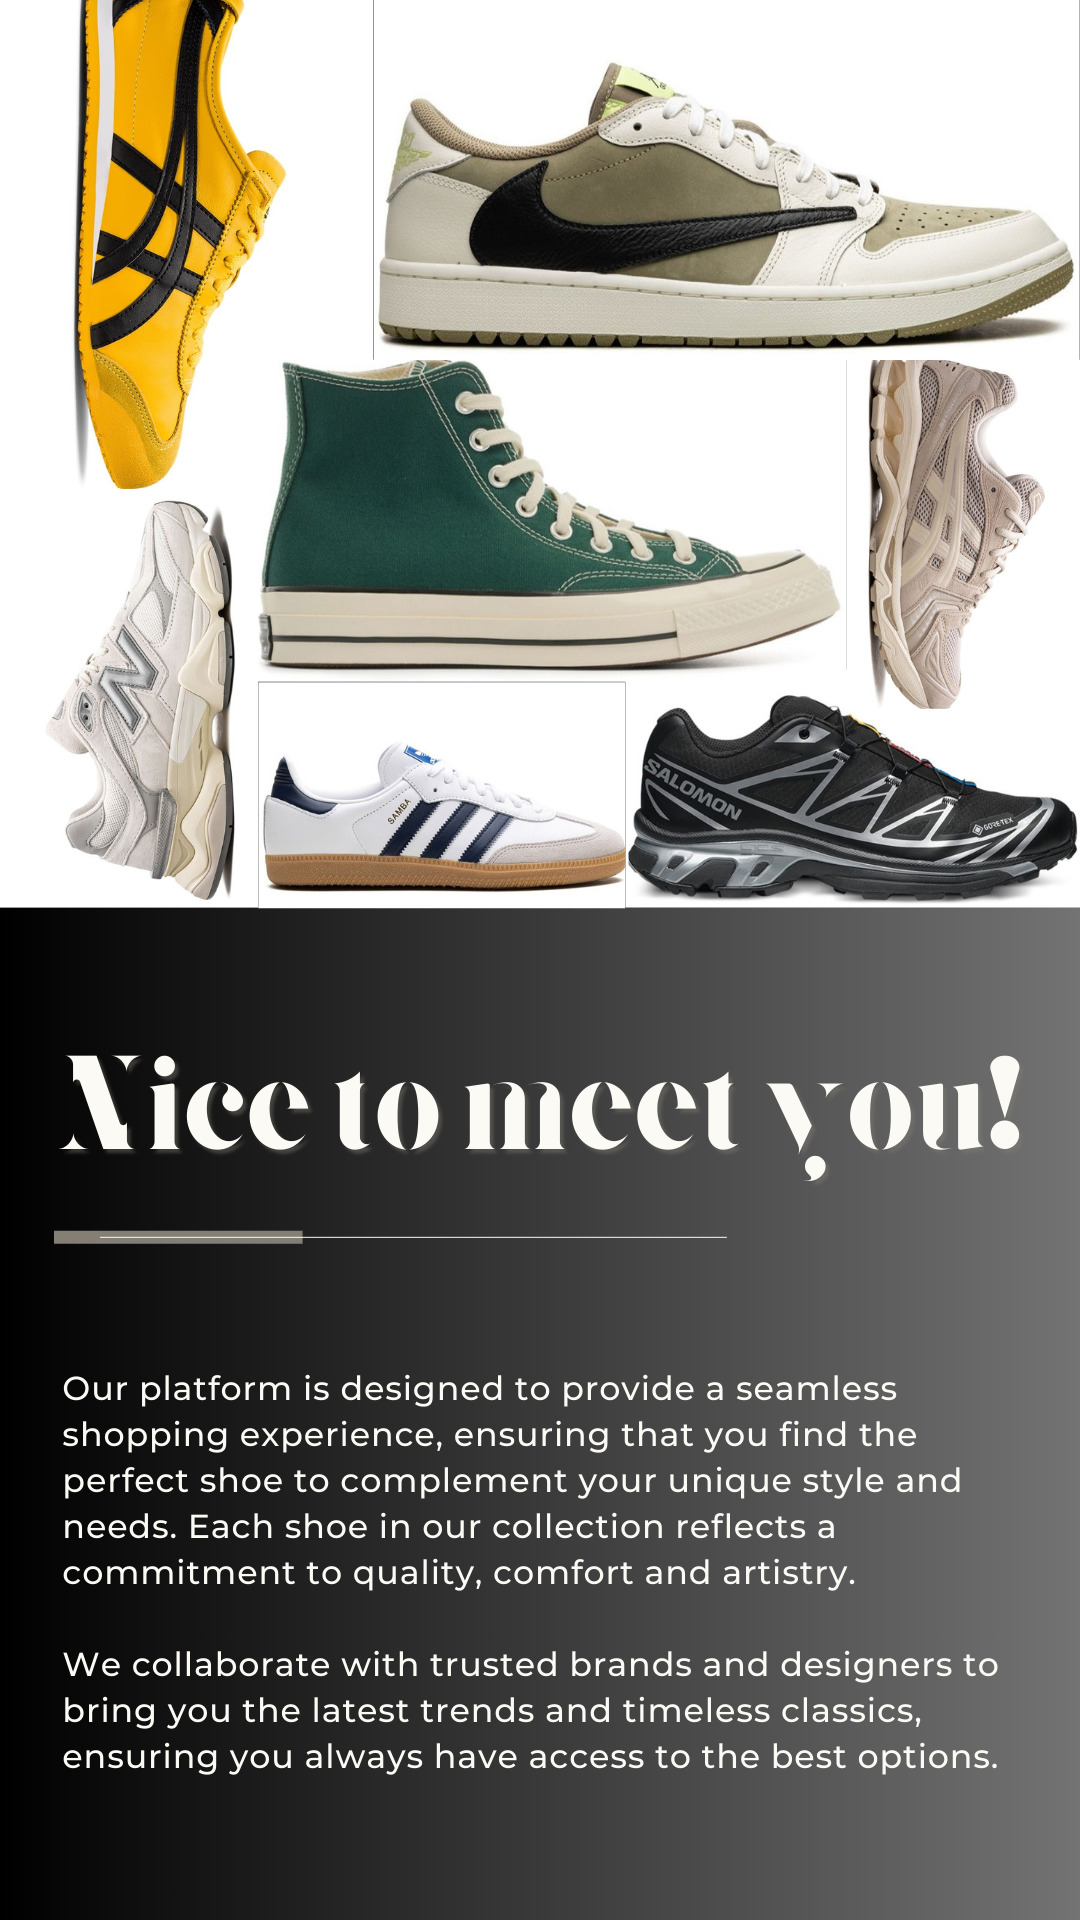 SALOMON
GORE-TEX
SAMBA
N
Nice to meet you!
Our platform is designed to provide a seamless
shopping experience, ensuring that you find the
perfect shoe to complement your unique style and
needs. Each shoe in our collection reflects a
commitment to quality, comfort and artistry.
We collaborate with trusted brands and designers to
bring you the latest trends and timeless classics,
ensuring you always have access to the best options.